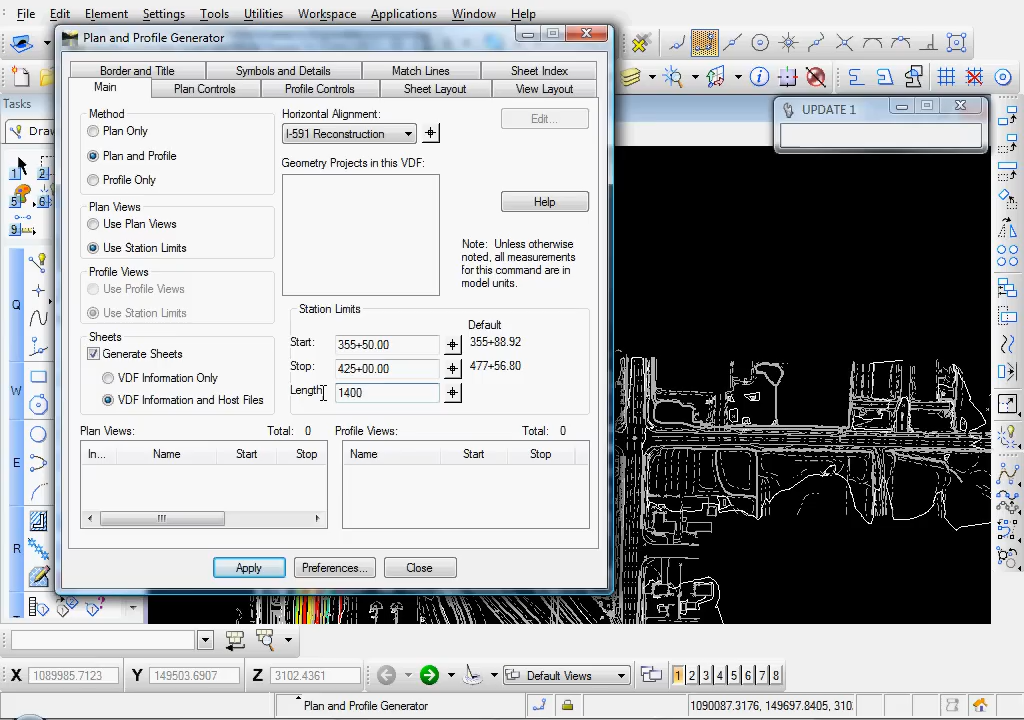 File Edit Element Settings Tools Utilities Workspace Applications Window Help
Plan and Profile Generator
Border and Title Symbols and Details Match Lines Sheet Index
Main Plan Controls Profile Controls Sheet Layout View Layout
Method
Plan Only
Plan and Profile
Profile Only
Horizontal Alignment:
I-591 Reconstruction
Edit...
Geometry Projects in this VDF:
Help
Plan Views
Use Plan Views
Use Station Limits
Note: Unless otherwise
noted, all measurements
for this command are in
model units.
Profile Views
Use Profile Views
Use Station Limits
Station Limits
Default
Start: 355+50.00 355+88.92
Stop: 425+00.00 477+56.80
Length: 1400
Sheets
Generate Sheets
VDF Information Only
VDF Information and Host Files
Plan Views: Total: 0 Profile Views: Total: 0
In... Name Start Stop Name Start Stop
Apply Preferences... Close
UPDATE 1
Tasks
Draw
1 2
5 6
9
Q
W
E
R
X 1089985.7123 Y 149503.6907 Z 3102.4361 Default Views 1 2 3 4 5 6 7 8
Plan and Profile Generator 1090087.3176, 149697.8405, 310